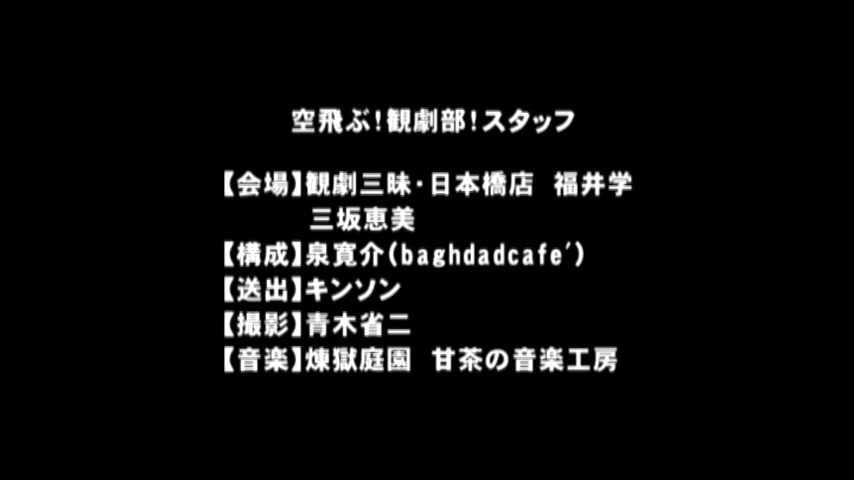 空飛ぶ!観劇部!スタッフ
【会場】観劇三昧・日本橋店 福井学
三坂恵美
【構成】泉寛介(baghdadcafe')
【送出】キンソン
【撮影】青木省二
【音楽】煉獄庭園 甘茶の音楽工房